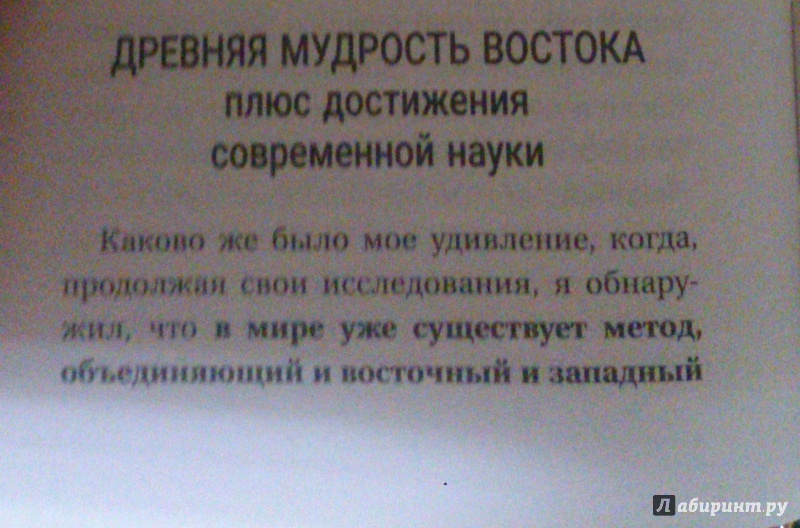 ДРЕВНЯЯ МУДРОСТЬ ВОСТОКА
ПЛЮС ДОСТИЖЕНИЯ
СОВРЕМЕННОЙ НАУКИ
Каково же было мое удивление, когда,
продолжая свои исследования, я обнару-
жил, что в мире уже существует метод,
объединяющий и восточный и западный
Лабиринт.ру